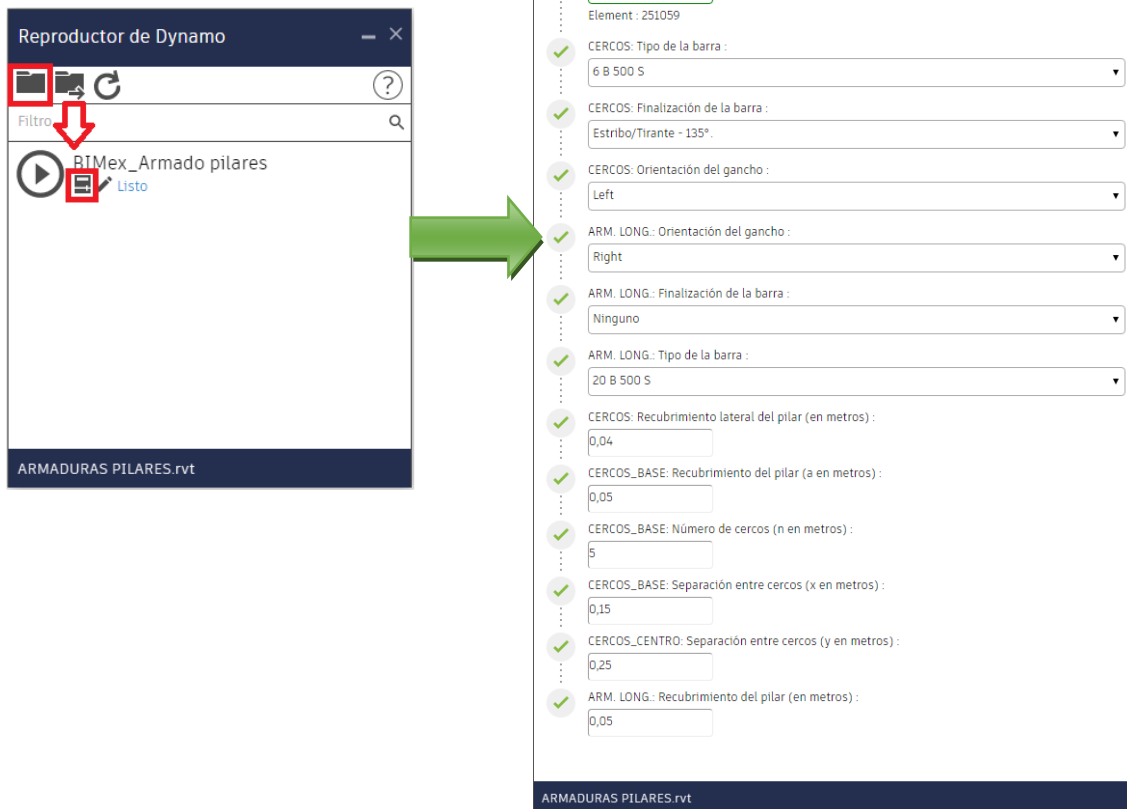 Reproductor de Dynamo
Filtro
BIMex_Armado pilares
Listo
ARMADURAS PILARES.rvt
Element : 251059
CERCOS: Tipo de la barra :
6 B 500 S
CERCOS: Finalización de la barra :
Estribo/Tirante - 135°.
CERCOS: Orientación del gancho :
Left
ARM. LONG.: Orientación del gancho :
Right
ARM. LONG.: Finalización de la barra :
Ninguno
ARM. LONG.: Tipo de la barra :
20 B 500 S
CERCOS: Recubrimiento lateral del pilar (en metros) :
0,04
CERCOS_BASE: Recubrimiento del pilar (a en metros) :
0,05
CERCOS_BASE: Número de cercos (n en metros) :
5
CERCOS_BASE: Separación entre cercos (x en metros) :
0,15
CERCOS_CENTRO: Separación entre cercos (y en metros) :
0,25
ARM. LONG.: Recubrimiento del pilar (en metros) :
0,05
ARMADURAS PILARES.rvt